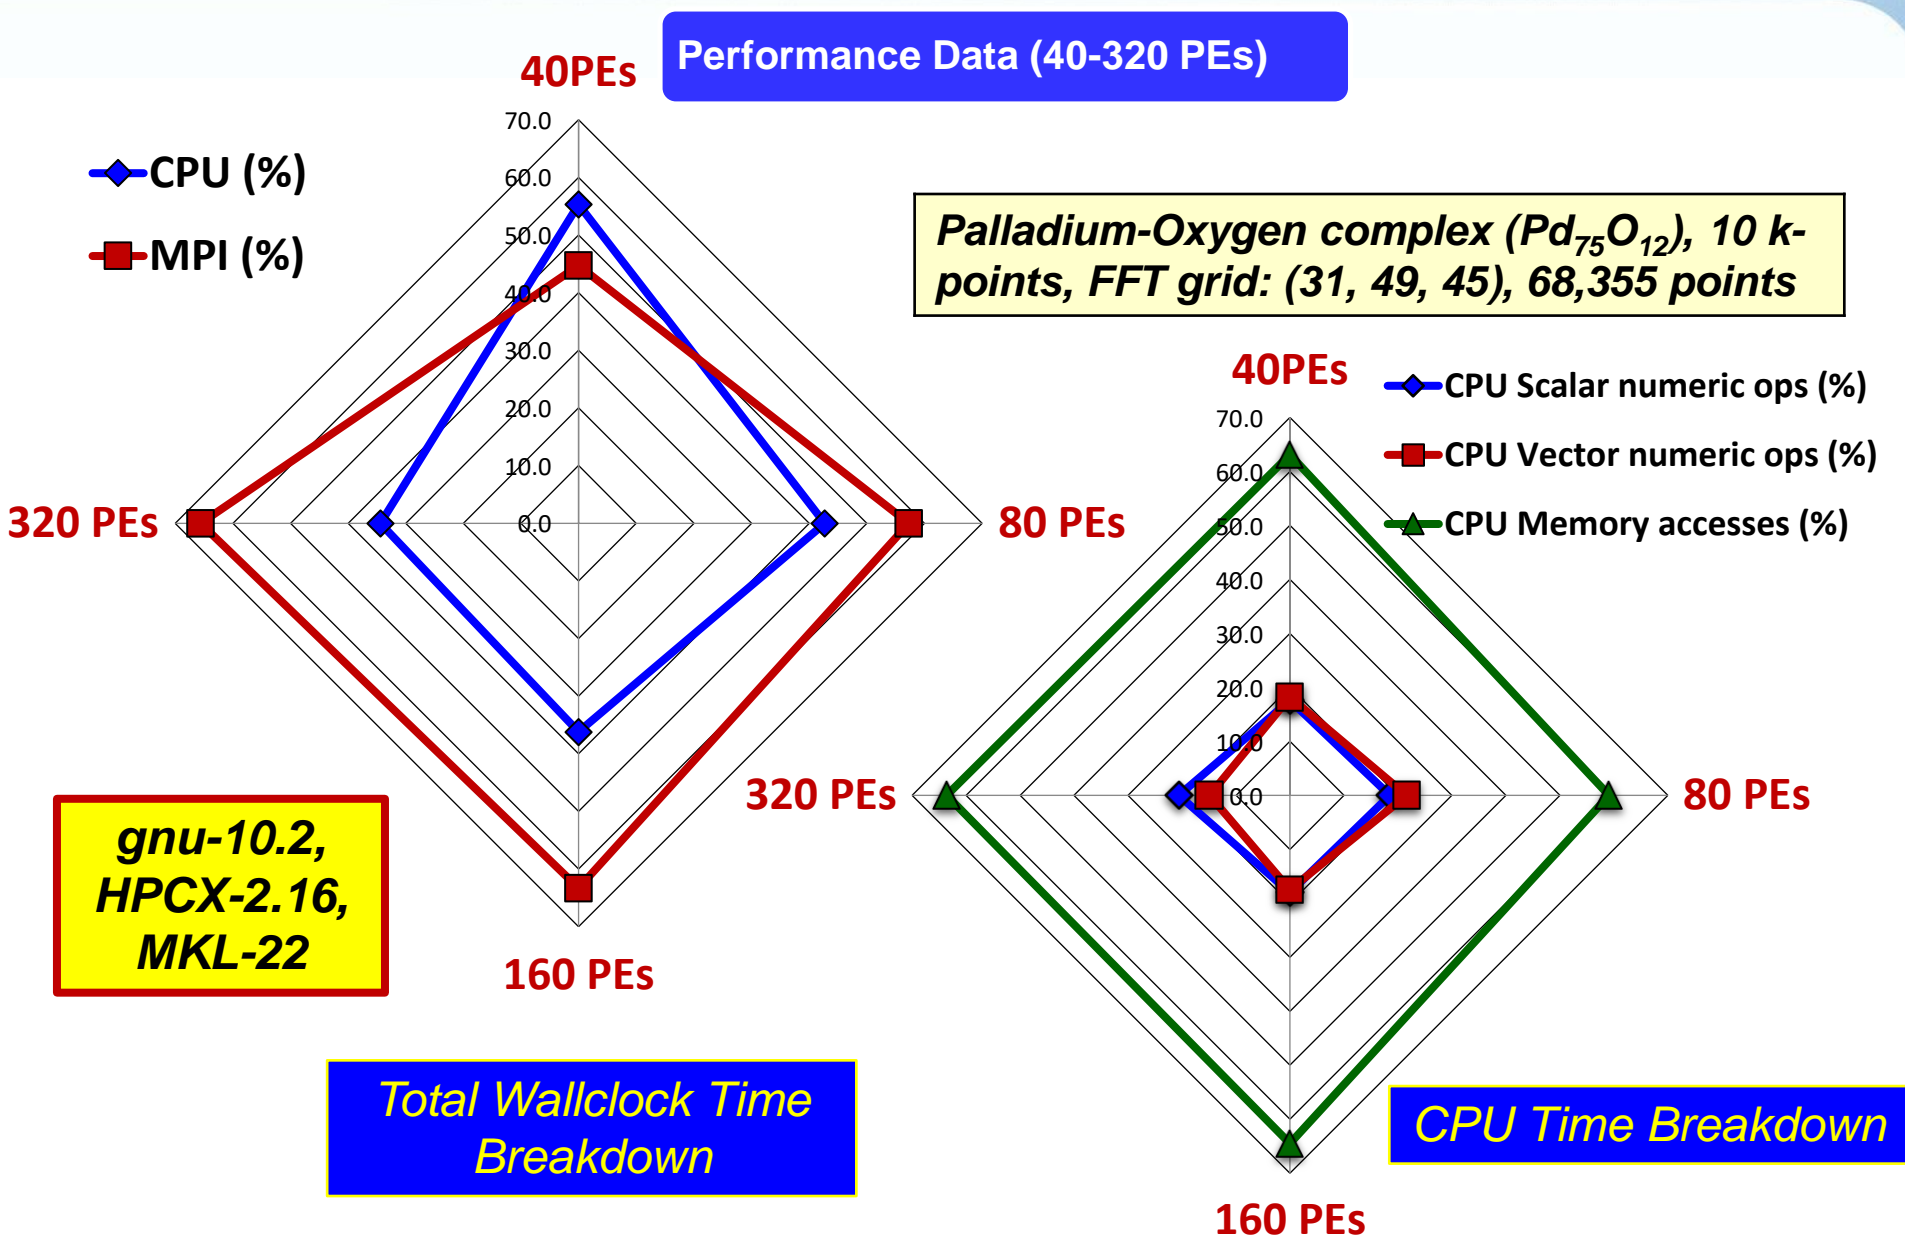 Performance Data (40-320 PEs)
40PEs
70.0
60.0
50.0
40.0
30.0
20.0
10.0
0.0
CPU (%)
MPI (%)
320 PEs
80 PEs
160 PEs
Palladium-Oxygen complex (Pd75O12), 10 k-
points, FFT grid: (31, 49, 45), 68,355 points
40PEs
CPU Scalar numeric ops (%)
CPU Vector numeric ops (%)
CPU Memory accesses (%)
70.0
60.0
50.0
40.0
30.0
20.0
10.0
0.0
320 PEs
80 PEs
160 PEs
gnu-10.2,
HPCX-2.16,
MKL-22
Total Wallclock Time
Breakdown
CPU Time Breakdown